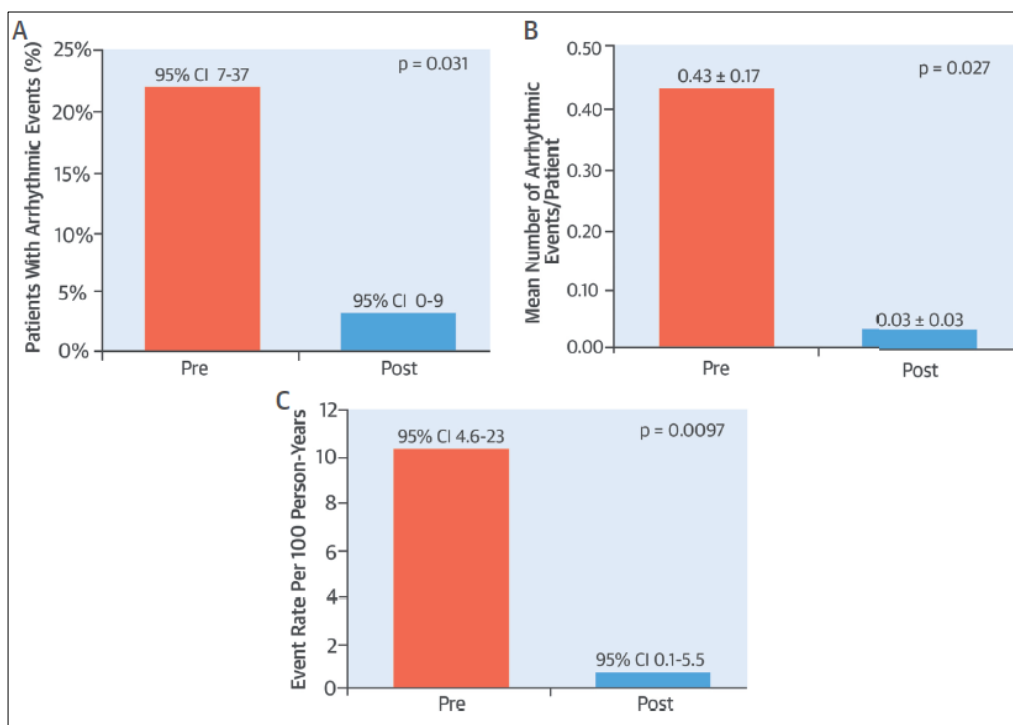 A
Patients With Arrhythmic Events (%)
25%
20%
15%
10%
5%
0%
95% CI 7-37
p = 0.031
95% CI 0-9
Pre
Post
B
Mean Number of Arrhythmic
Events/Patient
0.50
0.40
0.30
0.20
0.10
0.00
0.43 ± 0.17
p = 0.027
0.03 ± 0.03
Pre
Post
C
Event Rate Per 100 Person-Years
12
10
8
6
4
2
0
95% CI 4.6-23
p = 0.0097
95% CI 0.1-5.5
Pre
Post